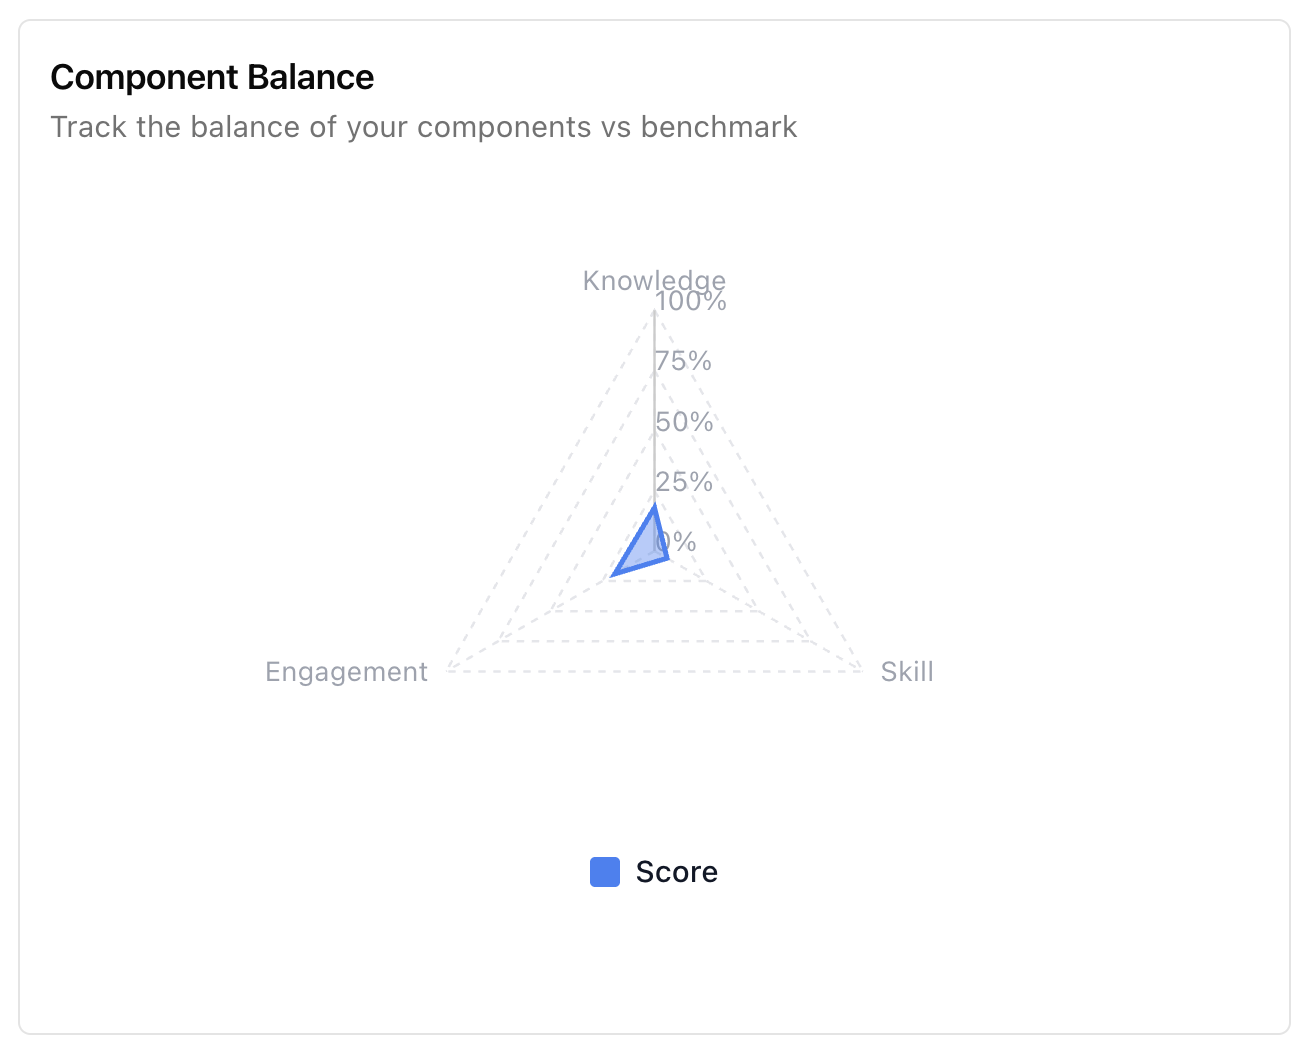 Component Balance
Track the balance of your components vs benchmark
Knowledge
100%
75%
50%
25%
0%
Engagement
Skill
Score